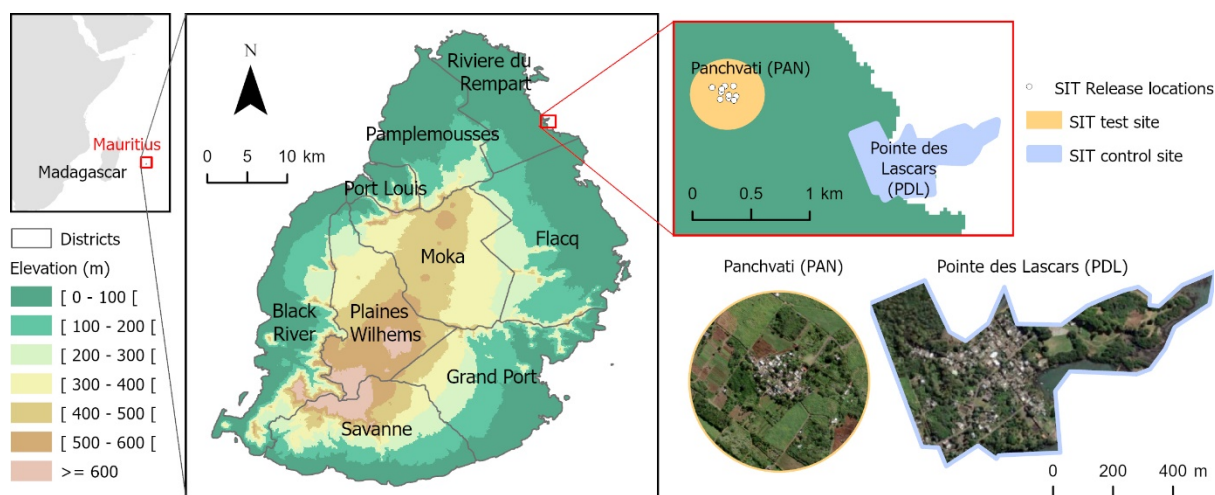 Mauritius
Madagascar
Districts
Elevation (m)
[ 0 - 100 [
[ 100 - 200 [
[ 200 - 300 [
[ 300 - 400 [
[ 400 - 500 [
[ 500 - 600 [
>= 600
N
0 5 10 km
Riviere du
Rempart
Pamplemousses
Port Louis
Flacq
Moka
Black
River
Plaines
Wilhems
Grand Port
Savanne
Panchvati (PAN)
Pointe des
Lascars
(PDL)
0 0.5 1 km
SIT Release locations
SIT test site
SIT control site
Panchvati (PAN)
Pointe des Lascars (PDL)
0 200 400 m